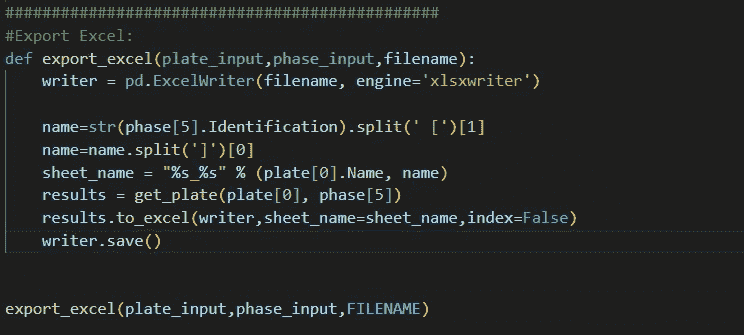 ###############################################
#Export Excel:
def export_excel(plate_input,phase_input,filename):
    writer = pd.ExcelWriter(filename, engine='xlsxwriter')
    name=str(phase[5].Identification).split(' [')[1]
    name=name.split(']')[0]
    sheet_name = "%s_%s" % (plate[0].Name, name)
    results = get_plate(plate[0], phase[5])
    results.to_excel(writer,sheet_name=sheet_name,index=False)
    writer.save()
export_excel(plate_input,phase_input,FILENAME)